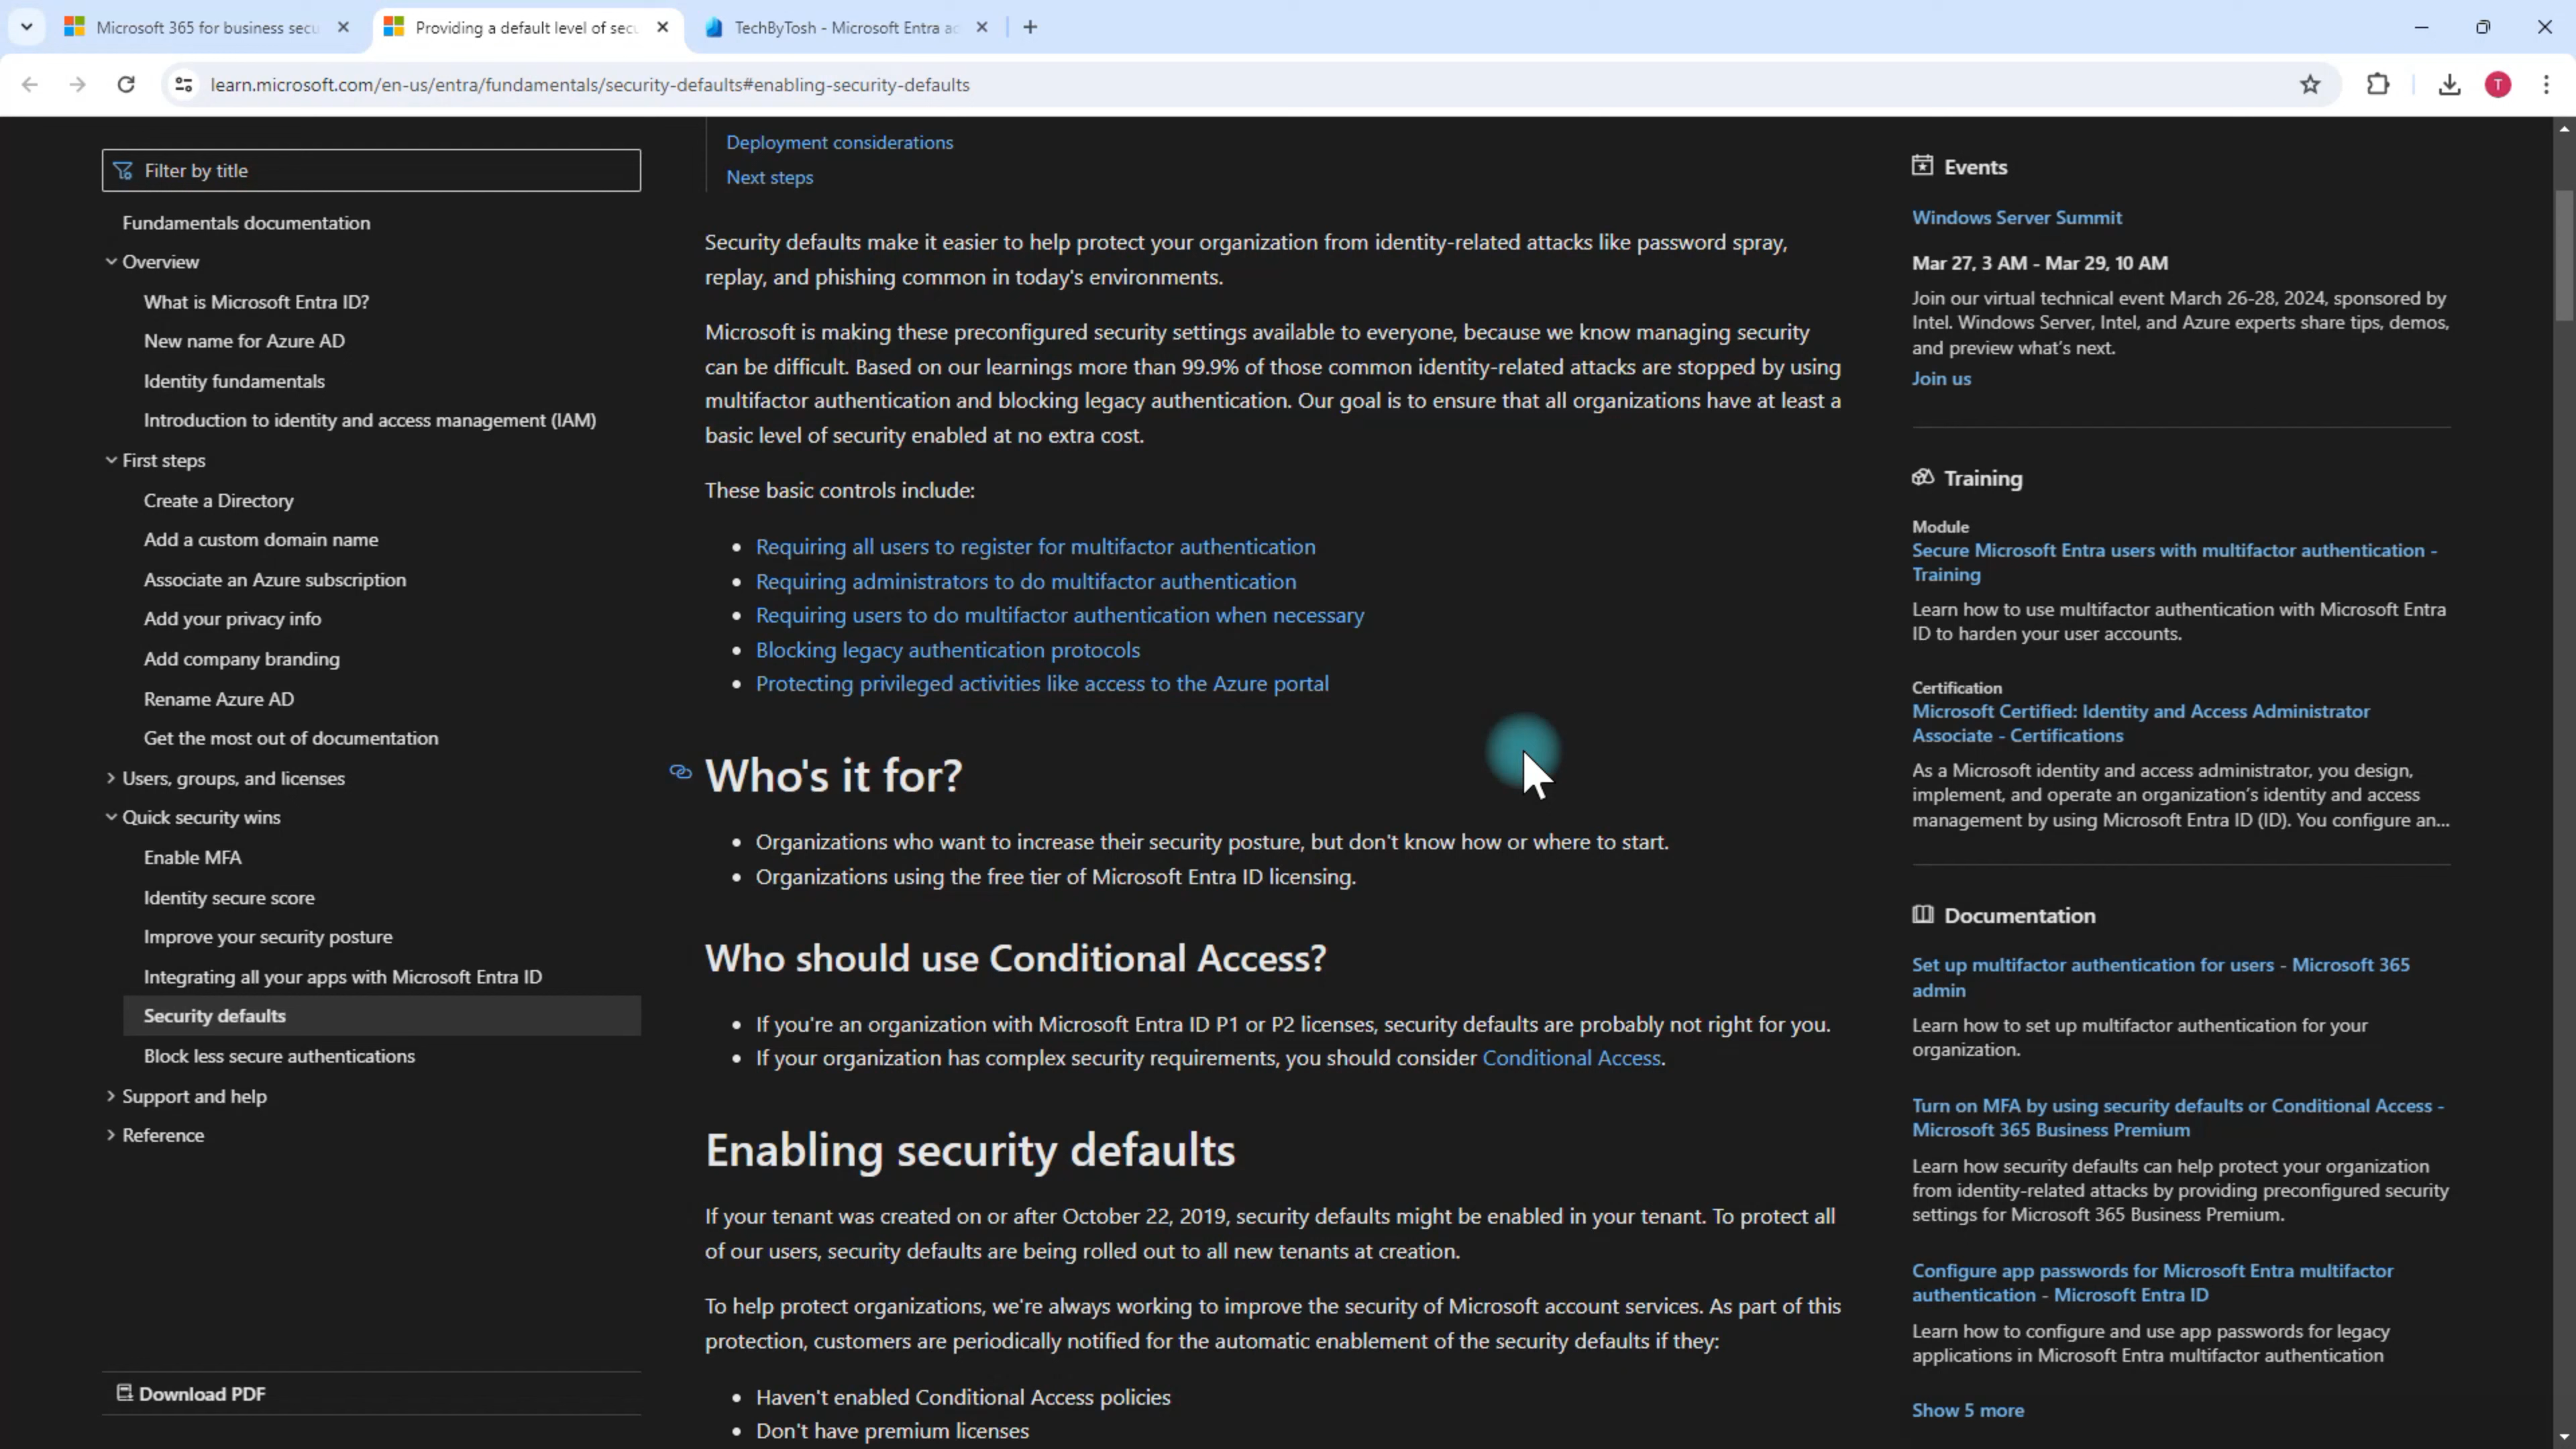 Microsoft 365 for business secu
Providing a default level of secu
TechByTosh - Microsoft Entra ad
learn.microsoft.com/en-us/entra/fundamentals/security-defaults#enabling-security-defaults
T
Filter by title
Fundamentals documentation
Overview
What is Microsoft Entra ID?
New name for Azure AD
Identity fundamentals
Introduction to identity and access management (IAM)
First steps
Create a Directory
Add a custom domain name
Associate an Azure subscription
Add your privacy info
Add company branding
Rename Azure AD
Get the most out of documentation
Users, groups, and licenses
Quick security wins
Enable MFA
Identity secure score
Improve your security posture
Integrating all your apps with Microsoft Entra ID
Security defaults
Block less secure authentications
Support and help
Reference
Download PDF
Deployment considerations
Next steps
Security defaults make it easier to help protect your organization from identity-related attacks like password spray,
replay, and phishing common in today's environments.
Microsoft is making these preconfigured security settings available to everyone, because we know managing security
can be difficult. Based on our learnings more than 99.9% of those common identity-related attacks are stopped by using
multifactor authentication and blocking legacy authentication. Our goal is to ensure that all organizations have at least a
basic level of security enabled at no extra cost.
These basic controls include:
• Requiring all users to register for multifactor authentication
• Requiring administrators to do multifactor authentication
• Requiring users to do multifactor authentication when necessary
• Blocking legacy authentication protocols
• Protecting privileged activities like access to the Azure portal
Who's it for?
• Organizations who want to increase their security posture, but don't know how or where to start.
• Organizations using the free tier of Microsoft Entra ID licensing.
Who should use Conditional Access?
• If you're an organization with Microsoft Entra ID P1 or P2 licenses, security defaults are probably not right for you.
• If your organization has complex security requirements, you should consider Conditional Access.
Enabling security defaults
If your tenant was created on or after October 22, 2019, security defaults might be enabled in your tenant. To protect all
of our users, security defaults are being rolled out to all new tenants at creation.
To help protect organizations, we're always working to improve the security of Microsoft account services. As part of this
protection, customers are periodically notified for the automatic enablement of the security defaults if they:
• Haven't enabled Conditional Access policies
• Don't have premium licenses
Events
Windows Server Summit
Mar 27, 3 AM - Mar 29, 10 AM
Join our virtual technical event March 26-28, 2024, sponsored by
Intel. Windows Server, Intel, and Azure experts share tips, demos,
and preview what's next.
Join us
Training
Module
Secure Microsoft Entra users with multifactor authentication -
Training
Learn how to use multifactor authentication with Microsoft Entra
ID to harden your user accounts.
Certification
Microsoft Certified: Identity and Access Administrator
Associate - Certifications
As a Microsoft identity and access administrator, you design,
implement, and operate an organization's identity and access
management by using Microsoft Entra ID (ID). You configure an...
Documentation
Set up multifactor authentication for users - Microsoft 365
admin
Learn how to set up multifactor authentication for your
organization.
Turn on MFA by using security defaults or Conditional Access -
Microsoft 365 Business Premium
Learn how security defaults can help protect your organization
from identity-related attacks by providing preconfigured security
settings for Microsoft 365 Business Premium.
Configure app passwords for Microsoft Entra multifactor
authentication - Microsoft Entra ID
Learn how to configure and use app passwords for legacy
applications in Microsoft Entra multifactor authentication
Show 5 more